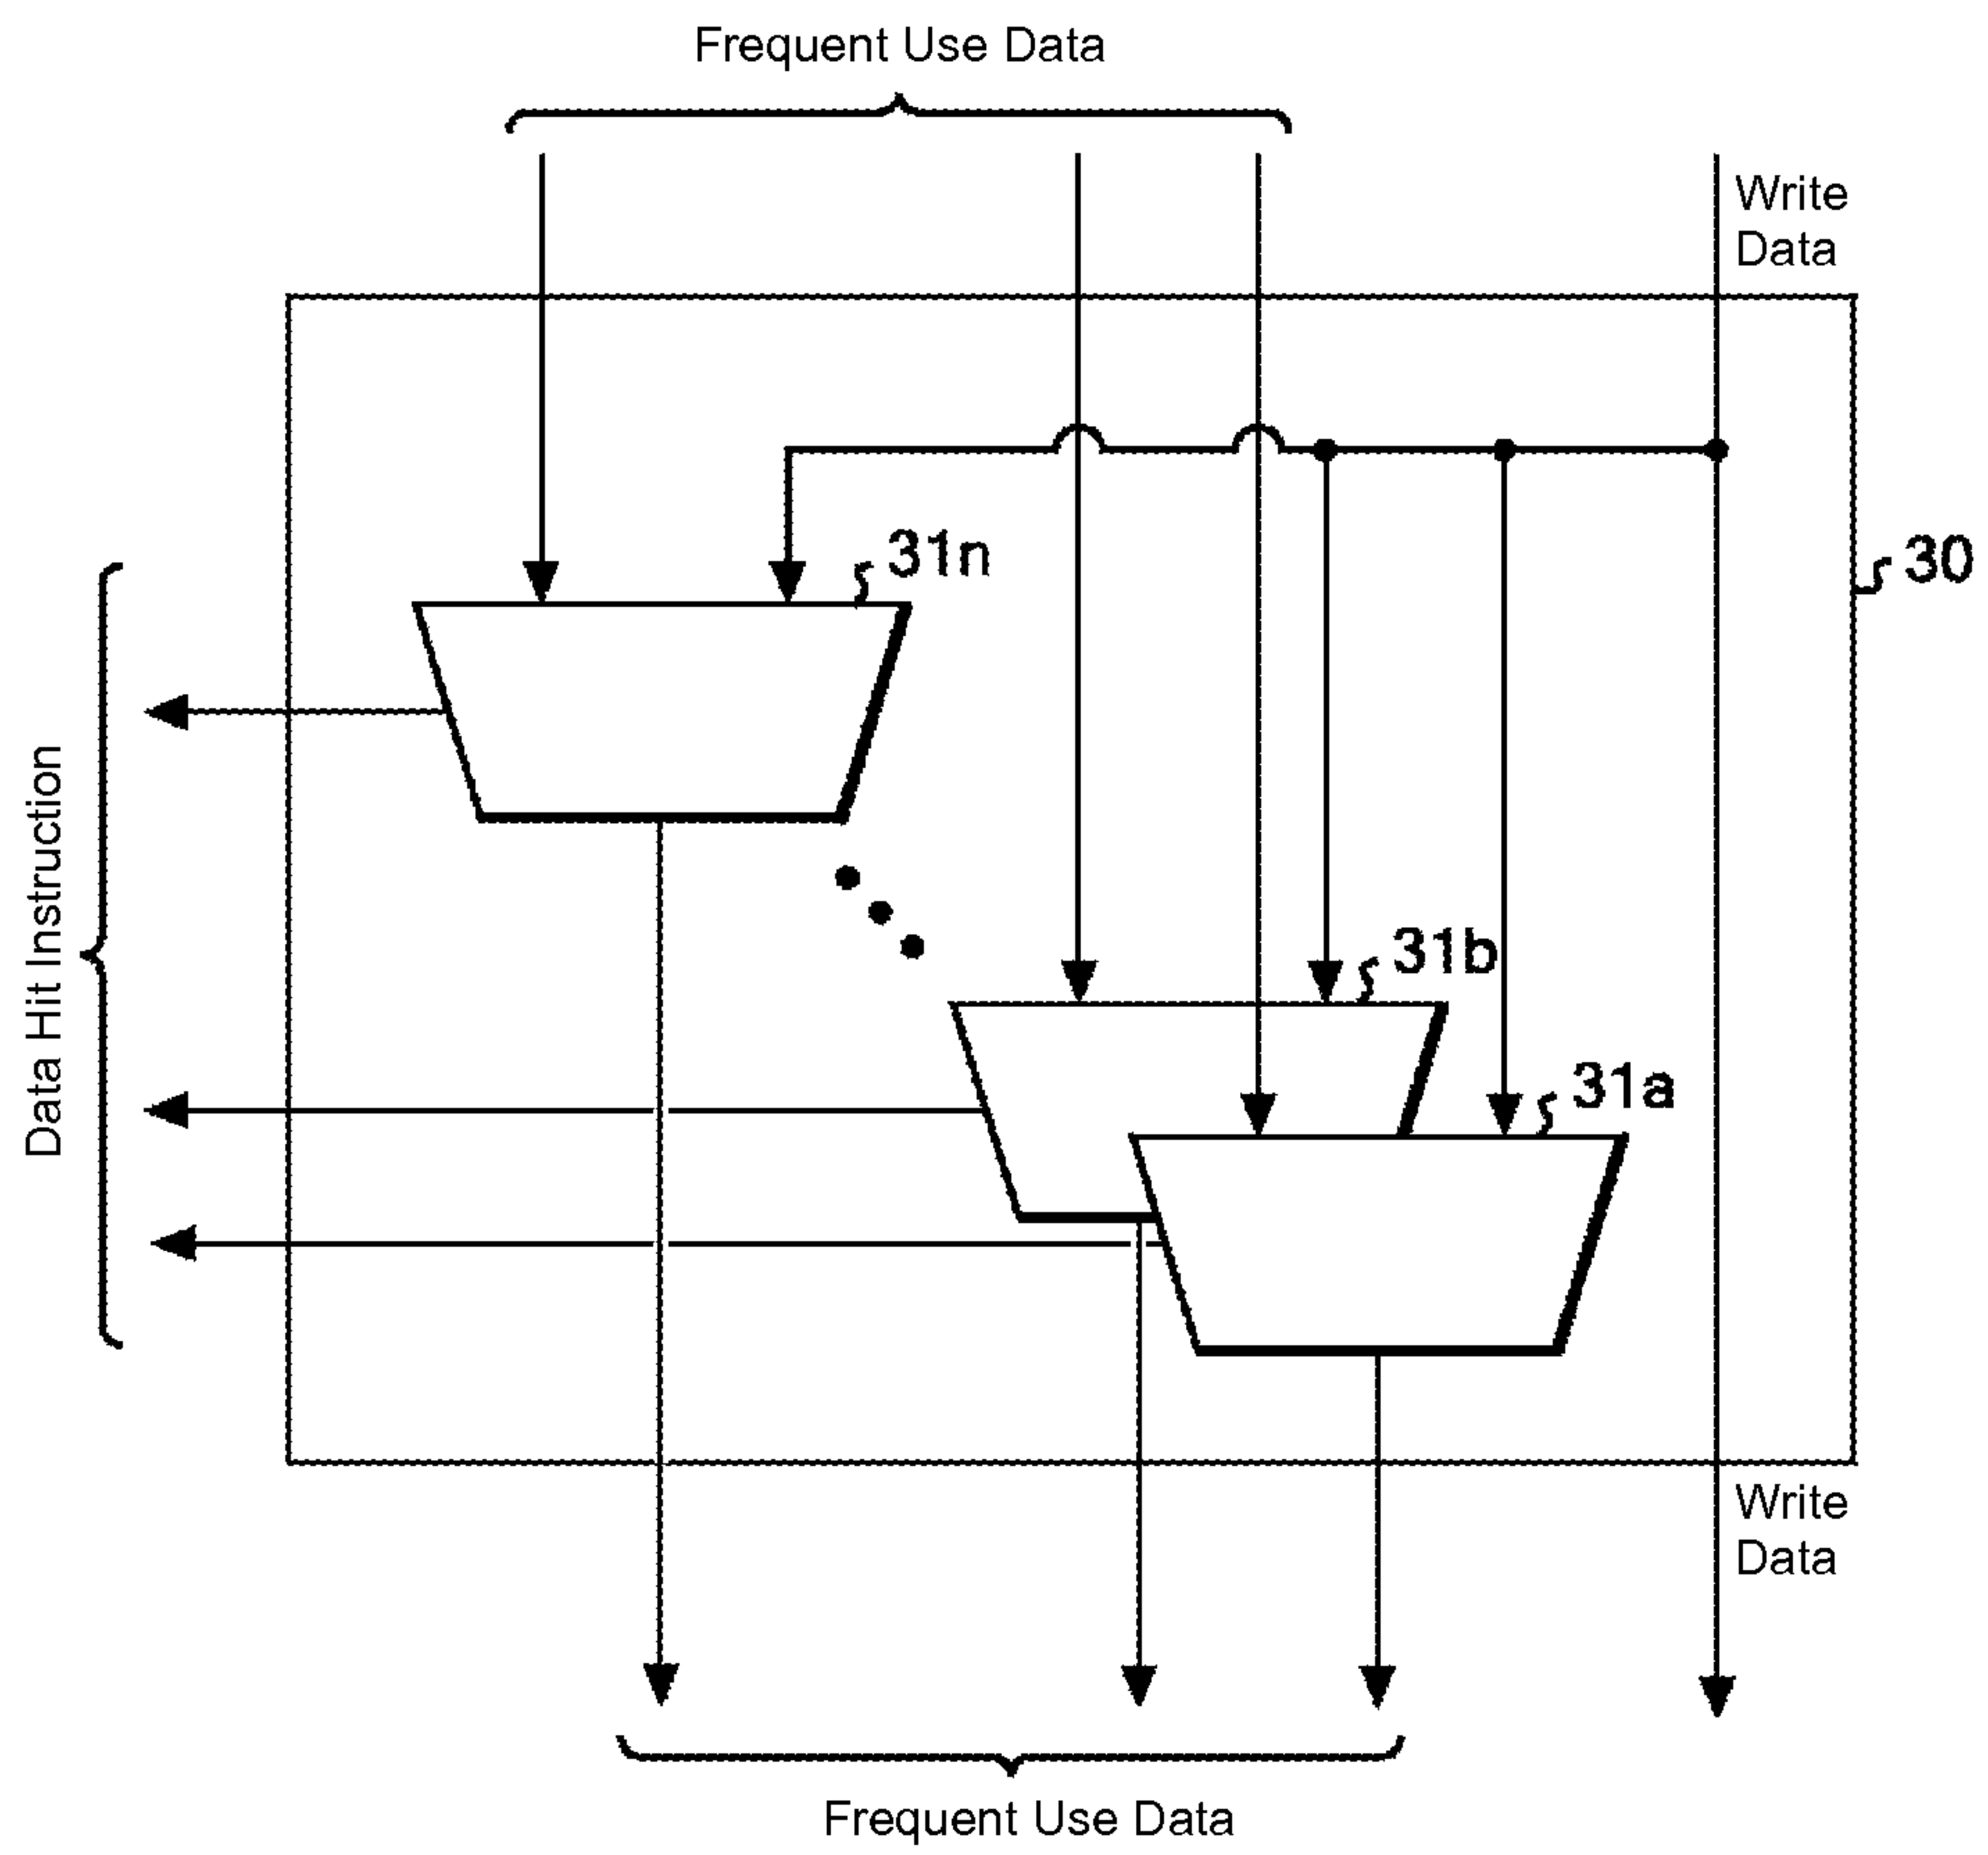 Frequent Use Data
Write
Data
31n
30
Data Hit Instruction
31b
31a
Write
Data
Frequent Use Data